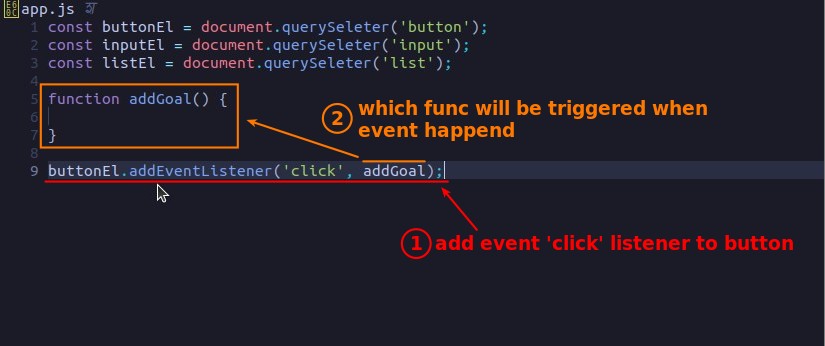 app.js
1 const buttonEl = document.querySeleter('button');
2 const inputEl = document.querySeleter('input');
3 const listEl = document.querySeleter('list');
4
5 function addGoal() {
6
7 }
8
9 buttonEl.addEventListener('click', addGoal);
2 which func will be triggered when
event happend
1 add event 'click' listener to button